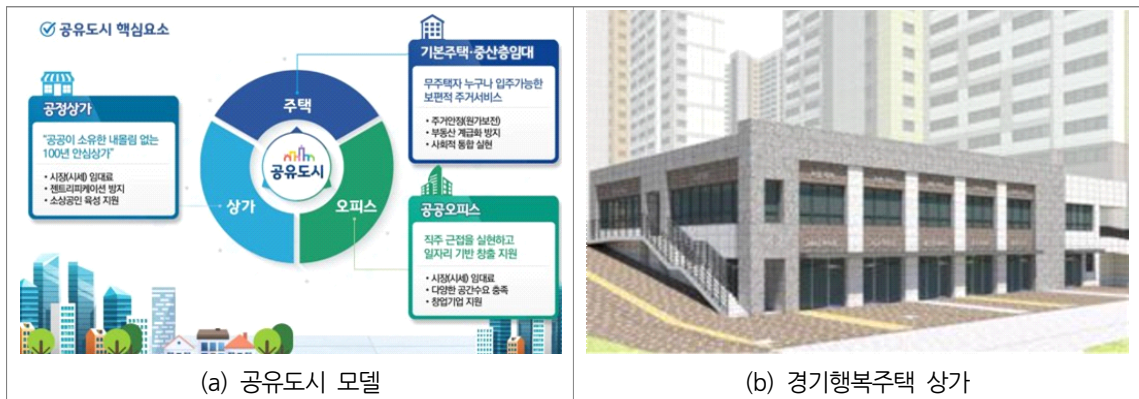 공유도시 핵심요소
공정상가
"공공이 소유한 내몰림 없는
100년 안심상가"
• 시장(시세) 임대료
• 젠트리피케이션 방지
• 소상공인 육성 지원
주택
상가
오피스
공유도시
기본주택·중산층임대
무주택자 누구나 입주가능한
보편적 주거서비스
• 주거안정(원가보전)
• 부동산 계급화 방지
• 사회적 통합 실현
공공오피스
직주 근접을 실현하고
일자리 기반 창출 지원
• 시장(시세) 임대료
• 다양한 공간수요 충족
• 창업기업 지원
(a) 공유도시 모델
(b) 경기행복주택 상가